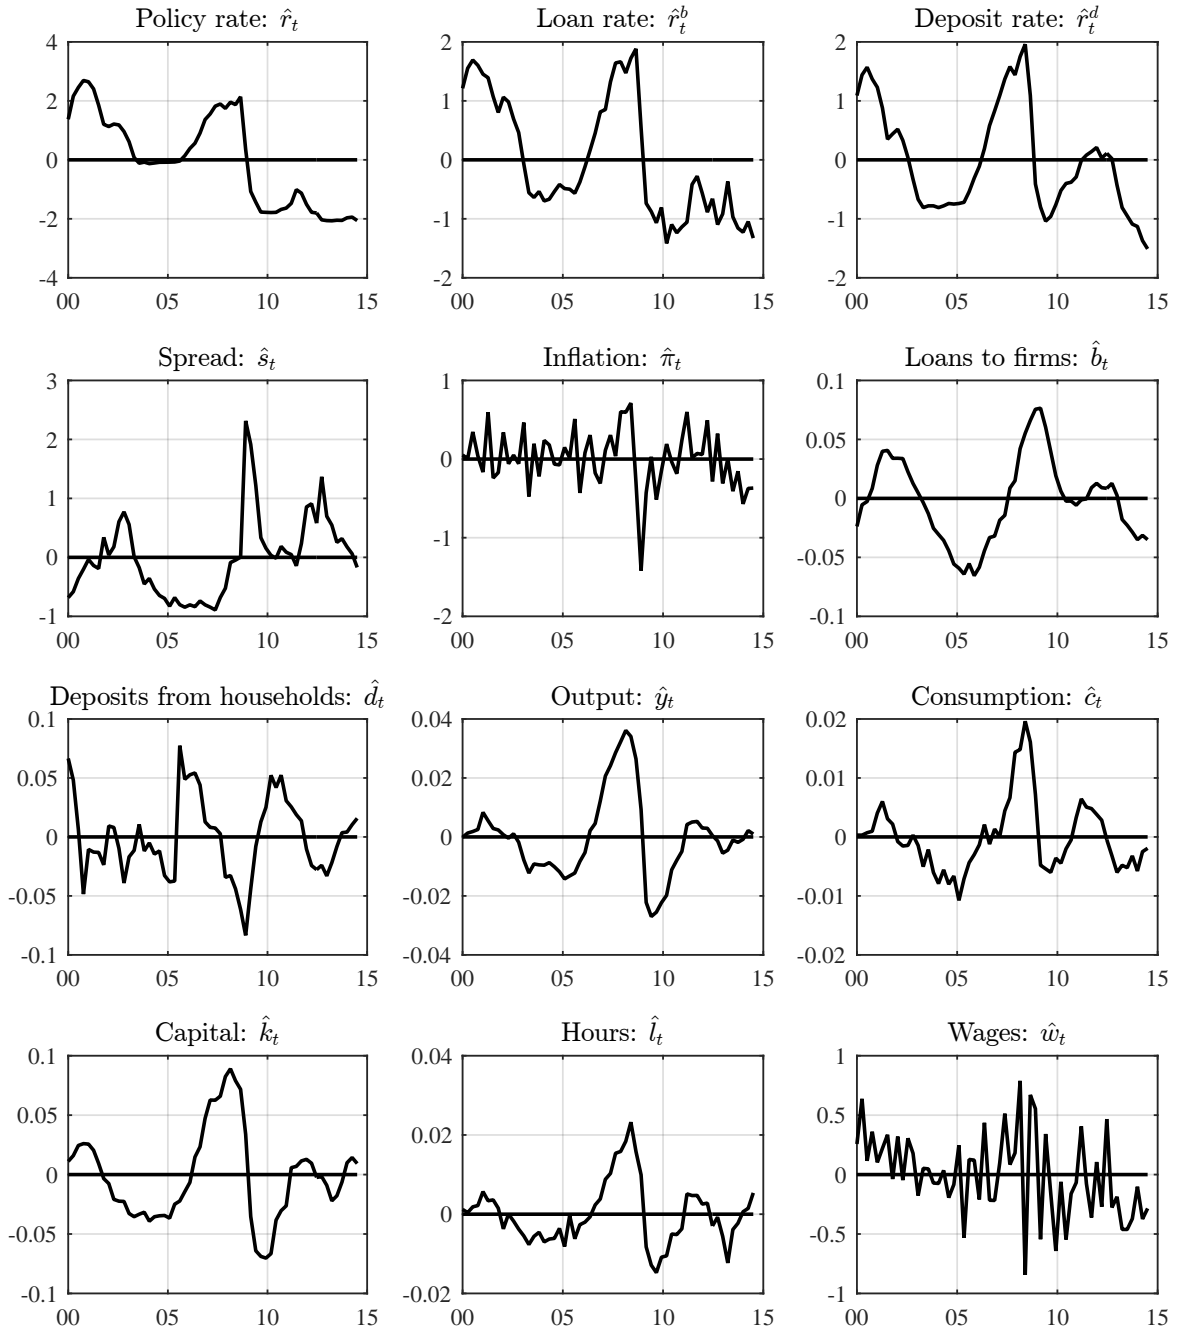 Policy rate: r̂_t
Loan rate: r̂^b_t
Deposit rate: r̂^d_t
4
2
0
-2
-4
00 05 10 15
2
1
0
-1
-2
00 05 10 15
2
1
0
-1
-2
00 05 10 15
Spread: ŝ_t
Inflation: π̂_t
Loans to firms: b̂_t
3
2
1
0
-1
00 05 10 15
1
0
-1
-2
00 05 10 15
0.1
0.05
0
-0.05
-0.1
00 05 10 15
Deposits from households: d̂_t
Output: ŷ_t
Consumption: ĉ_t
0.1
0.05
0
-0.05
-0.1
00 05 10 15
0.04
0.02
0
-0.02
-0.04
00 05 10 15
0.02
0.01
0
-0.01
-0.02
00 05 10 15
Capital: k̂_t
Hours: l̂_t
Wages: ŵ_t
0.1
0.05
0
-0.05
-0.1
00 05 10 15
0.04
0.02
0
-0.02
00 05 10 15
1
0.5
0
-0.5
-1
00 05 10 15